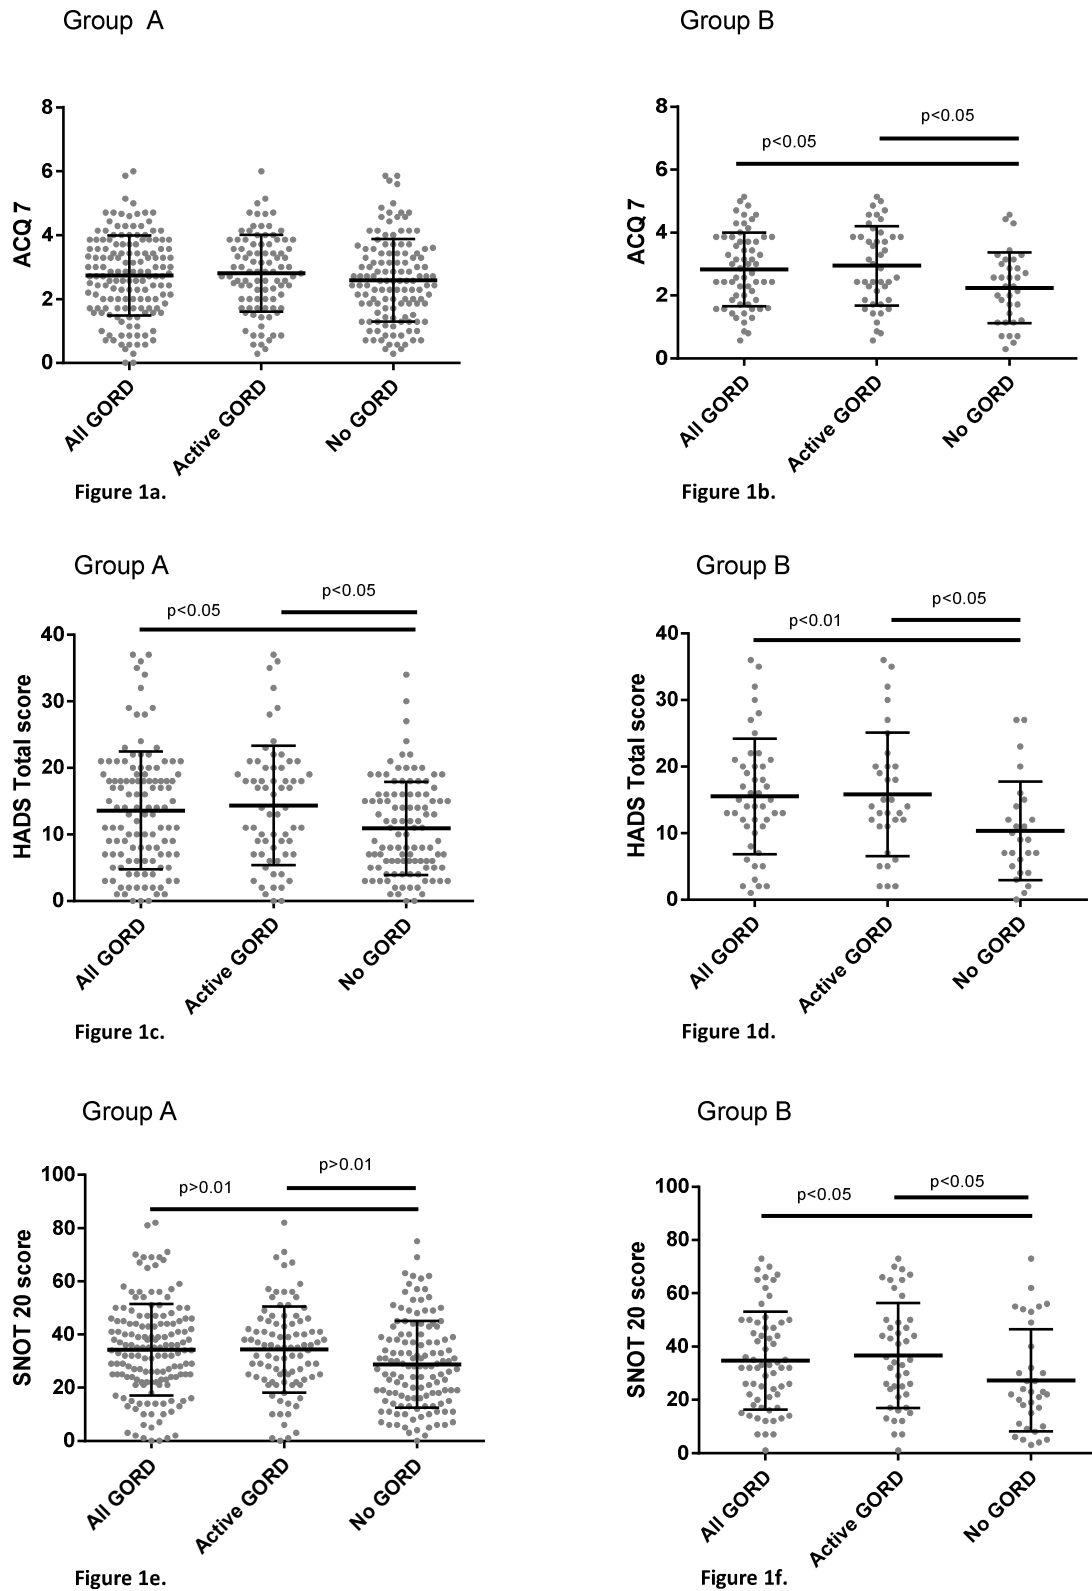 Group A
Group B
8
6
4
2
0
ACQ 7
All GORD
Active GORD
No GORD
Figure 1a.
p<0.05
p<0.05
8
6
4
2
0
ACQ 7
All GORD
Active GORD
No GORD
Figure 1b.
Group A
p<0.05
p<0.05
40
30
20
10
0
HADS Total score
All GORD
Active GORD
No GORD
Figure 1c.
Group B
p<0.05
p<0.01
40
30
20
10
0
HADS Total score
All GORD
Active GORD
No GORD
Figure 1d.
Group A
p>0.01
p>0.01
100
80
60
40
20
0
SNOT 20 score
All GORD
Active GORD
No GORD
Figure 1e.
Group B
p<0.05
p<0.05
100
80
60
40
20
0
SNOT 20 score
All GORD
Active GORD
No GORD
Figure 1f.